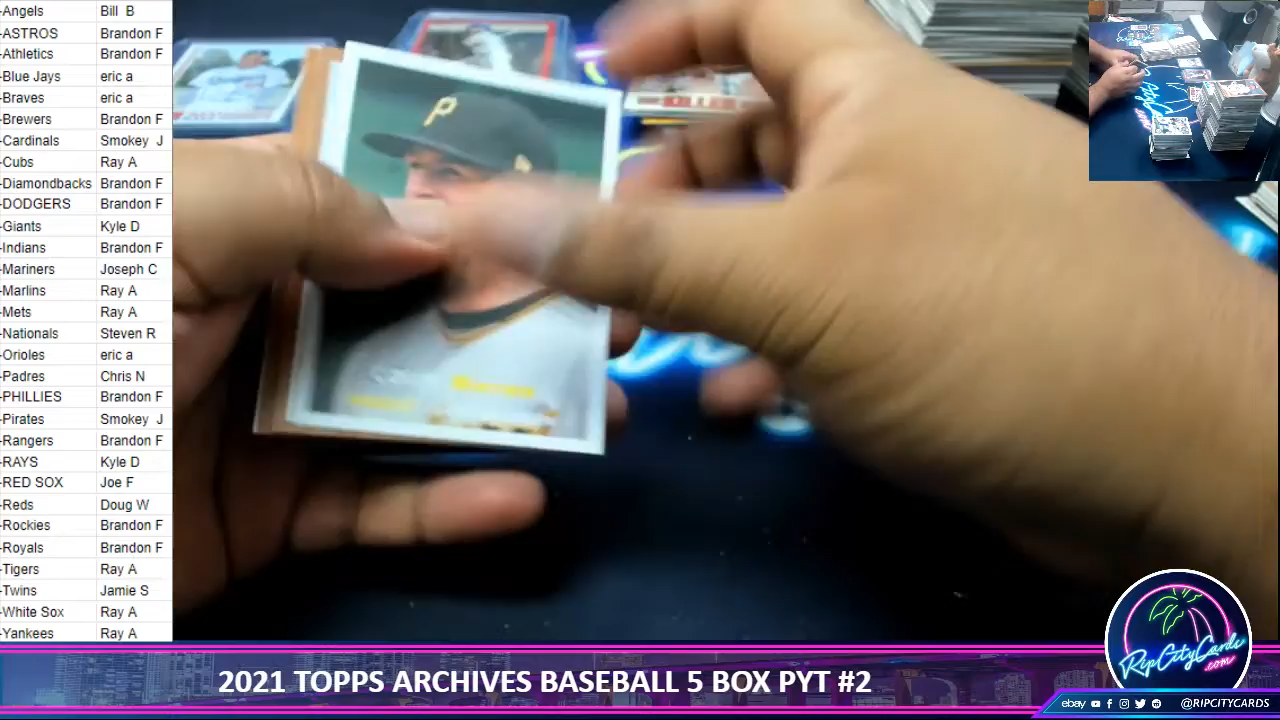 -Angels Bill B
-ASTROS Brandon F
-Athletics Brandon F
-Blue Jays eric a
-Braves eric a
-Brewers Brandon F
-Cardinals Smokey J
-Cubs Ray A
-Diamondbacks Brandon F
-DODGERS Brandon F
-Giants Kyle D
-Indians Brandon F
-Mariners Joseph C
-Marlins Ray A
-Mets Ray A
-Nationals Steven R
-Orioles eric a
-Padres Chris N
-PHILLIES Brandon F
-Pirates Smokey J
-Rangers Brandon F
-RAYS Kyle D
-RED SOX Joe F
-Reds Doug W
-Rockies Brandon F
-Royals Brandon F
-Tigers Ray A
-Twins Jamie S
-White Sox Ray A
-Yankees Ray A
P
RipCityCards
.com
2021 TOPPS ARCHIVES BASEBALL 5 BOX PYT #2
ebay @RIPCITYCARDS